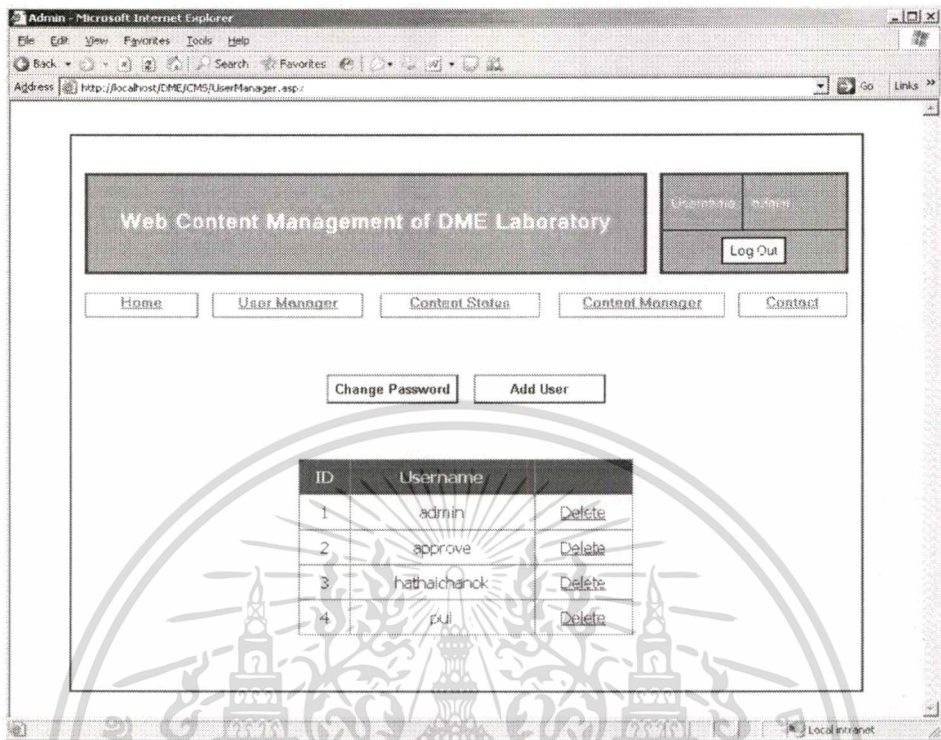 Admin - Microsoft Internet Explorer
File Edit View Favorites Tools Help
Back Search Favorites
Address http://localhost/DME/CMS/UserManager.aspx Go Links »
Web Content Management of DME Laboratory
Username admin
Log Out
Home User Manager Content Status Content Manager Contact
Change Password Add User
ID Username
1 admin Delete
2 approve Delete
3 hathaichanok Delete
4 pui Delete
Local intranet